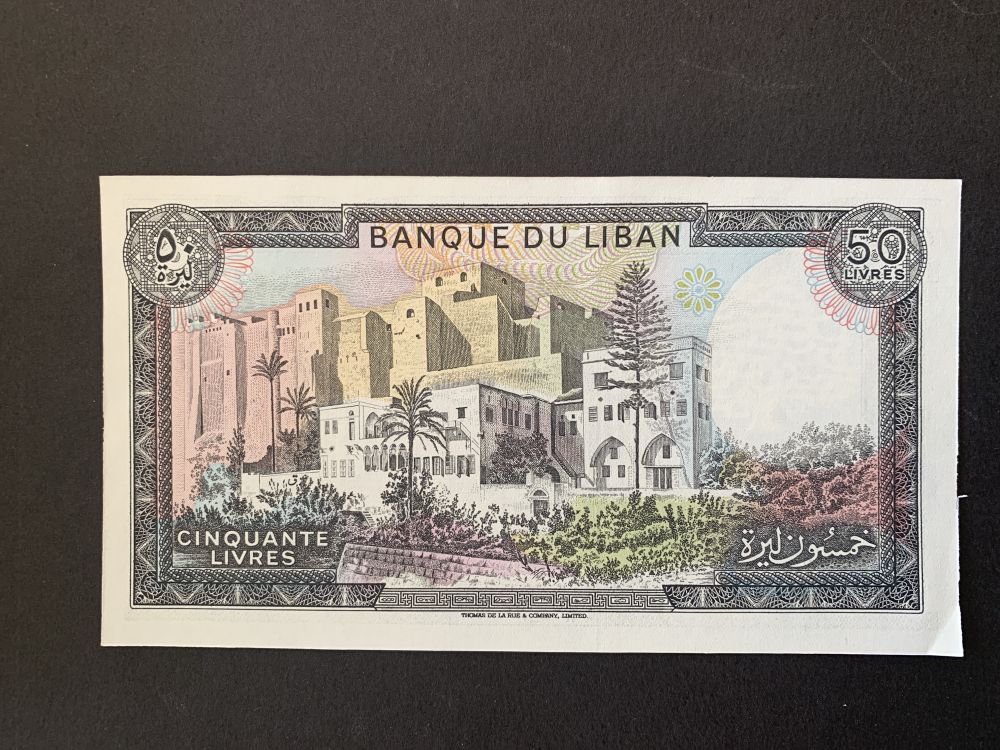 BANQUE DU LIBAN
٥٠
ليرة
50
LIVRES
CINQUANTE
LIVRES
خمسون ليرة
THOMAS DE LA RUE & COMPANY, LIMITED.